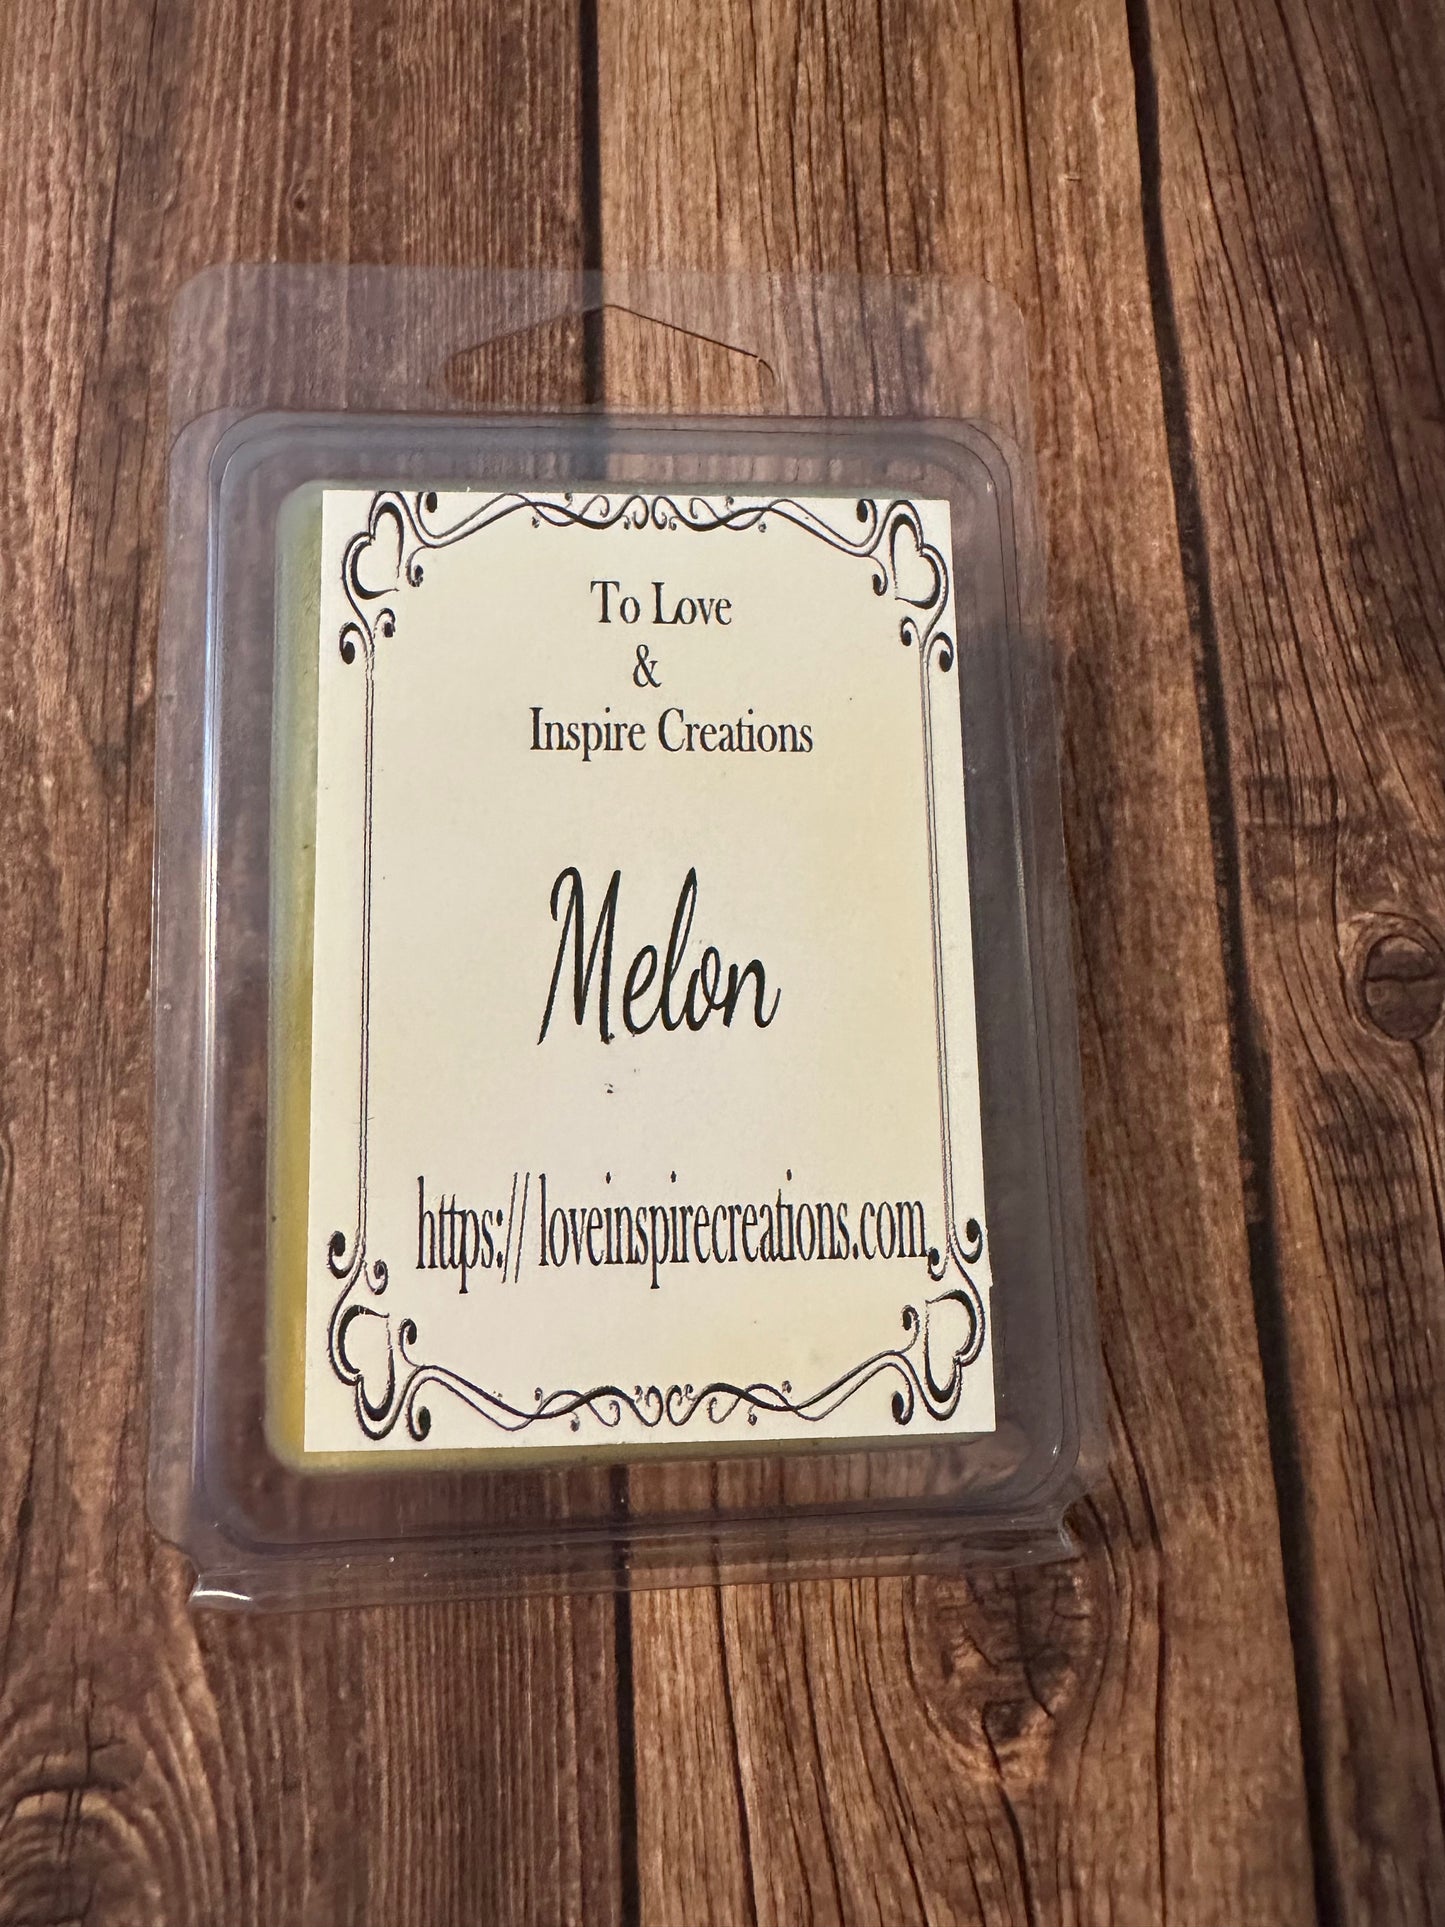 To Love
&
Inspire Creations
Melon
https:// loveinspirecreations.com